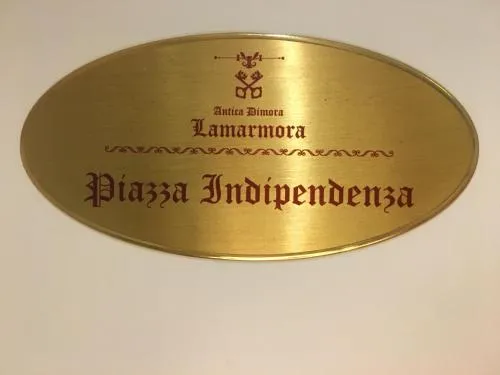 Antica Dimora
Lamarmora
Piazza Indipendenza